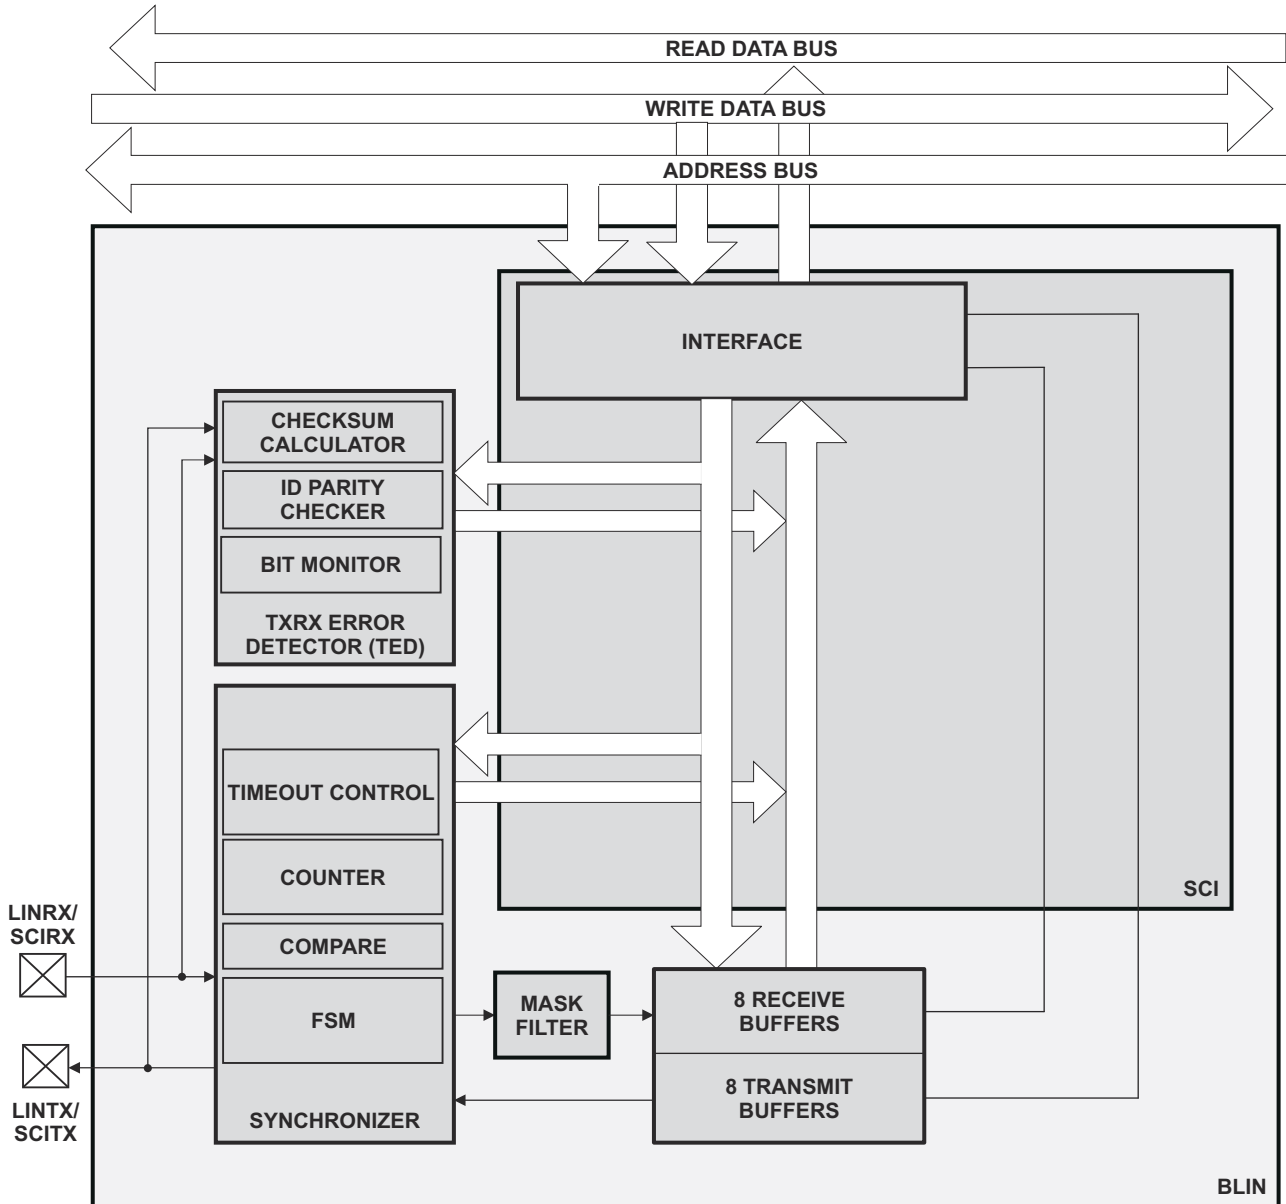 READ DATA BUS
WRITE DATA BUS
ADDRESS BUS
INTERFACE
CHECKSUM
CALCULATOR
ID PARITY
CHECKER
BIT MONITOR
TXRX ERROR
DETECTOR (TED)
TIMEOUT CONTROL
COUNTER
COMPARE
FSM
SYNCHRONIZER
SCI
LINRX/
SCIRX
LINTX/
SCITX
MASK
FILTER
8 RECEIVE
BUFFERS
8 TRANSMIT
BUFFERS
BLIN